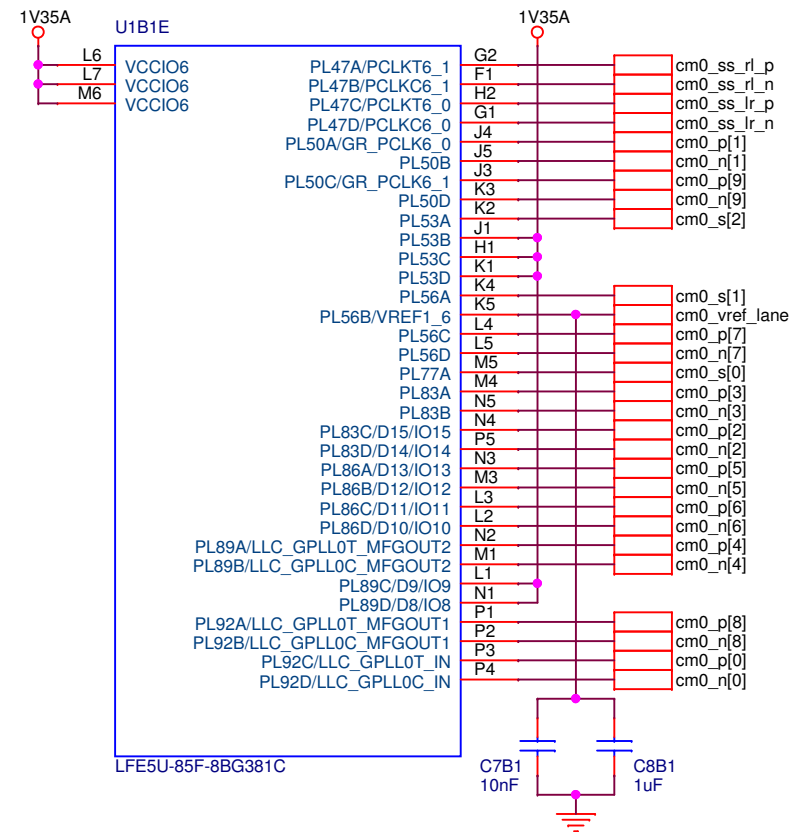 1V35A
U1B1E
1V35A
L6 VCCIO6
L7 VCCIO6
M6 VCCIO6
PL47A/PCLKT6_1 G2 cm0_ss_rl_p
PL47B/PCLKC6_1 F1 cm0_ss_rl_n
PL47C/PCLKT6_0 H2 cm0_ss_lr_p
PL47D/PCLKC6_0 G1 cm0_ss_lr_n
PL50A/GR_PCLK6_0 J4 cm0_p[1]
PL50B J5 cm0_n[1]
PL50C/GR_PCLK6_1 J3 cm0_p[9]
PL50D K3 cm0_n[9]
PL53A K2 cm0_s[2]
PL53B J1
PL53C H1
PL53D K1
PL56A K4 cm0_s[1]
PL56B/VREF1_6 K5 cm0_vref_lane
PL56C L4 cm0_p[7]
PL56D L5 cm0_n[7]
PL77A M5 cm0_s[0]
PL83A M4 cm0_p[3]
PL83B N5 cm0_n[3]
PL83C/D15/IO15 N4 cm0_p[2]
PL83D/D14/IO14 P5 cm0_n[2]
PL86A/D13/IO13 N3 cm0_p[5]
PL86B/D12/IO12 M3 cm0_n[5]
PL86C/D11/IO11 L3 cm0_p[6]
PL86D/D10/IO10 L2 cm0_n[6]
PL89A/LLC_GPLL0T_MFGOUT2 N2 cm0_p[4]
PL89B/LLC_GPLL0C_MFGOUT2 M1 cm0_n[4]
PL89C/D9/IO9 L1
PL89D/D8/IO8 N1
PL92A/LLC_GPLL0T_MFGOUT1 P1 cm0_p[8]
PL92B/LLC_GPLL0C_MFGOUT1 P2 cm0_n[8]
PL92C/LLC_GPLL0T_IN P3 cm0_p[0]
PL92D/LLC_GPLL0C_IN P4 cm0_n[0]
LFE5U-85F-8BG381C
C7B1
10nF
C8B1
1uF